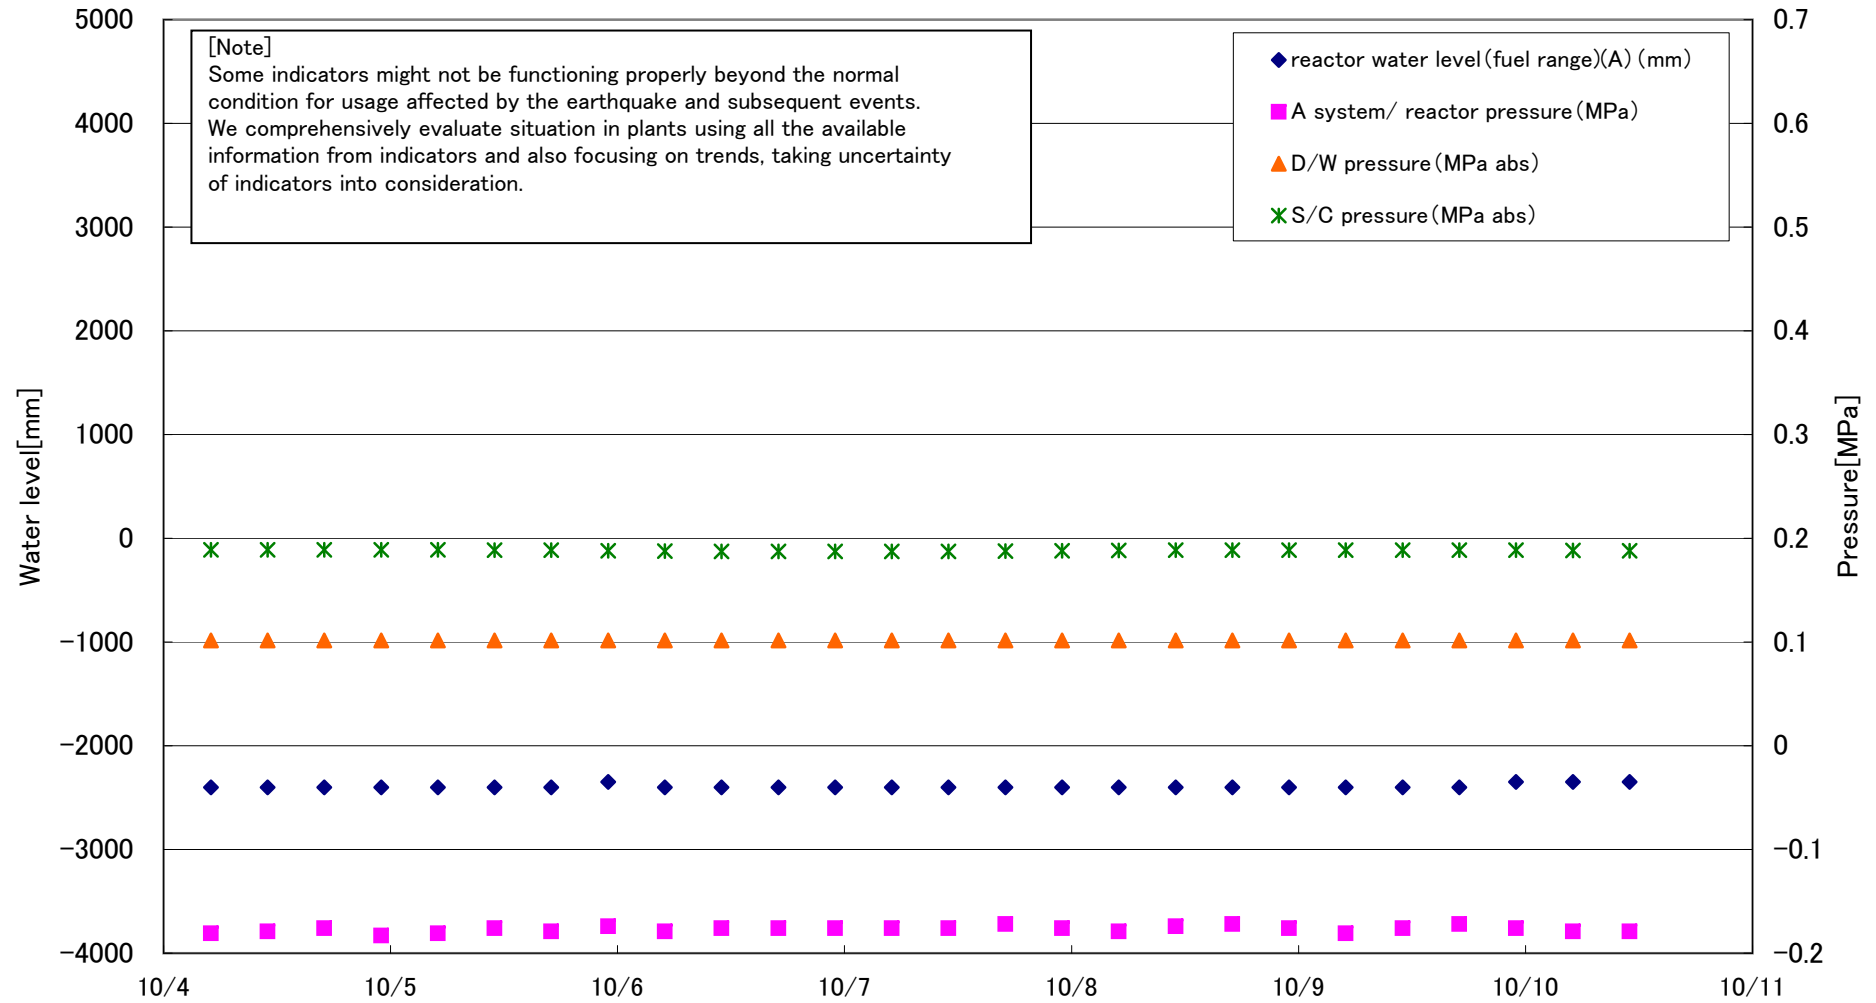 [Note]
Some indicators might not be functioning properly beyond the normal
condition for usage affected by the earthquake and subsequent events.
We comprehensively evaluate situation in plants using all the available
information from indicators and also focusing on trends, taking uncertainty
of indicators into consideration.
reactor water level(fuel range)(A) (mm)
A system/ reactor pressure(MPa)
D/W pressure(MPa abs)
S/C pressure(MPa abs)
Water level[mm]
5000
4000
3000
2000
1000
0
-1000
-2000
-3000
-4000
Pressure[MPa]
0.7
0.6
0.5
0.4
0.3
0.2
0.1
0
-0.1
-0.2
10/4 10/5 10/6 10/7 10/8 10/9 10/10 10/11